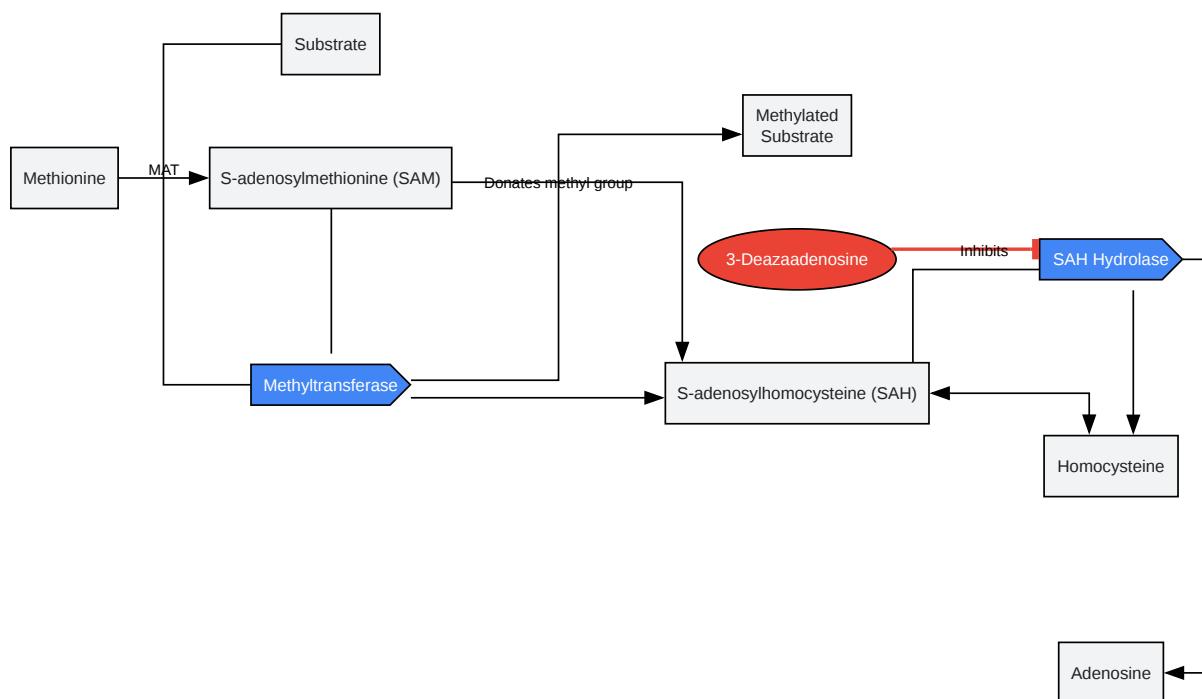 Substrate
Methylated
Substrate
Methionine
MAT
S-adenosylmethionine (SAM)
Donates methyl group
3-Deazaadenosine
Inhibits
SAH Hydrolase
Methyltransferase
S-adenosylhomocysteine (SAH)
Homocysteine
Adenosine